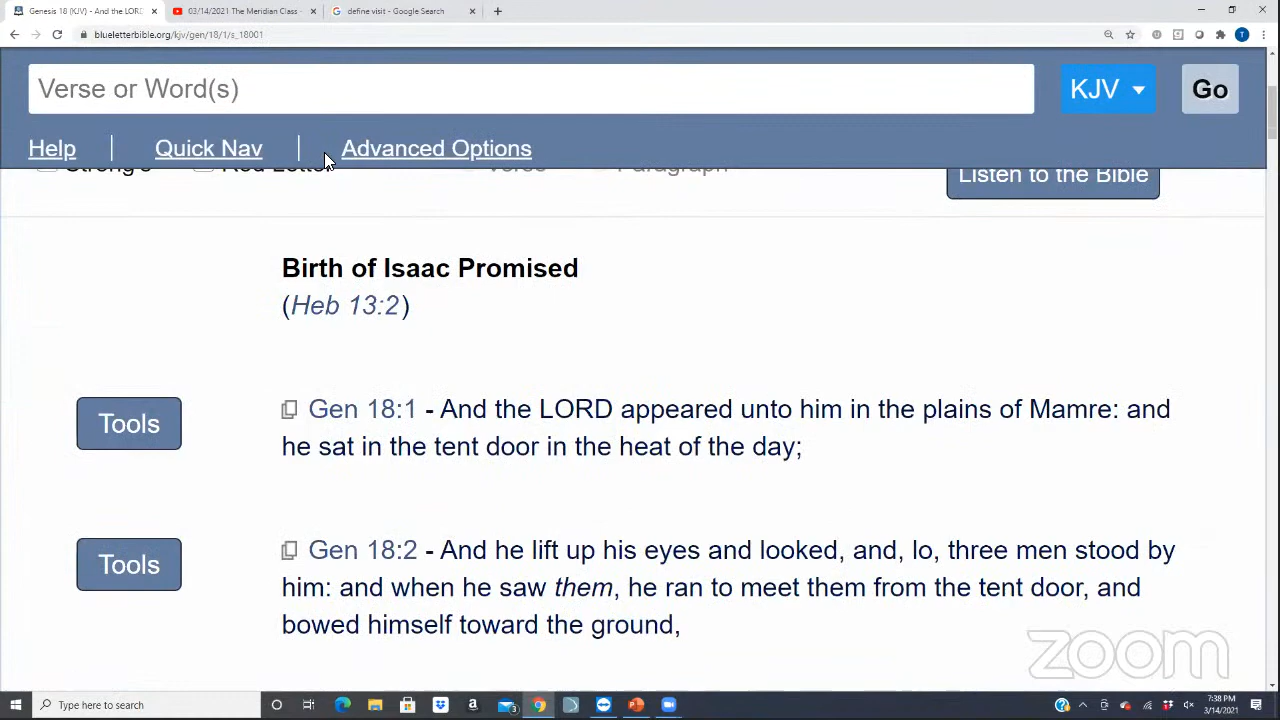 Genesis 18 (KJV) - And the LORD
03/14/2021 The Meridian Class -
define visit - Google Search
blueletterbible.org/kjv/gen/18/1/s_18001
T
Verse or Word(s)
KJV
Go
Help
Quick Nav
Advanced Options
Strong's
Red Letter
Verse
Paragraph
Listen to the Bible
Birth of Isaac Promised
(Heb 13:2)
Tools
Gen 18:1 - And the LORD appeared unto him in the plains of Mamre: and
he sat in the tent door in the heat of the day;
Tools
Gen 18:2 - And he lift up his eyes and looked, and, lo, three men stood by
him: and when he saw them, he ran to meet them from the tent door, and
bowed himself toward the ground,
zoom
Type here to search
7:38 PM
3/14/2021